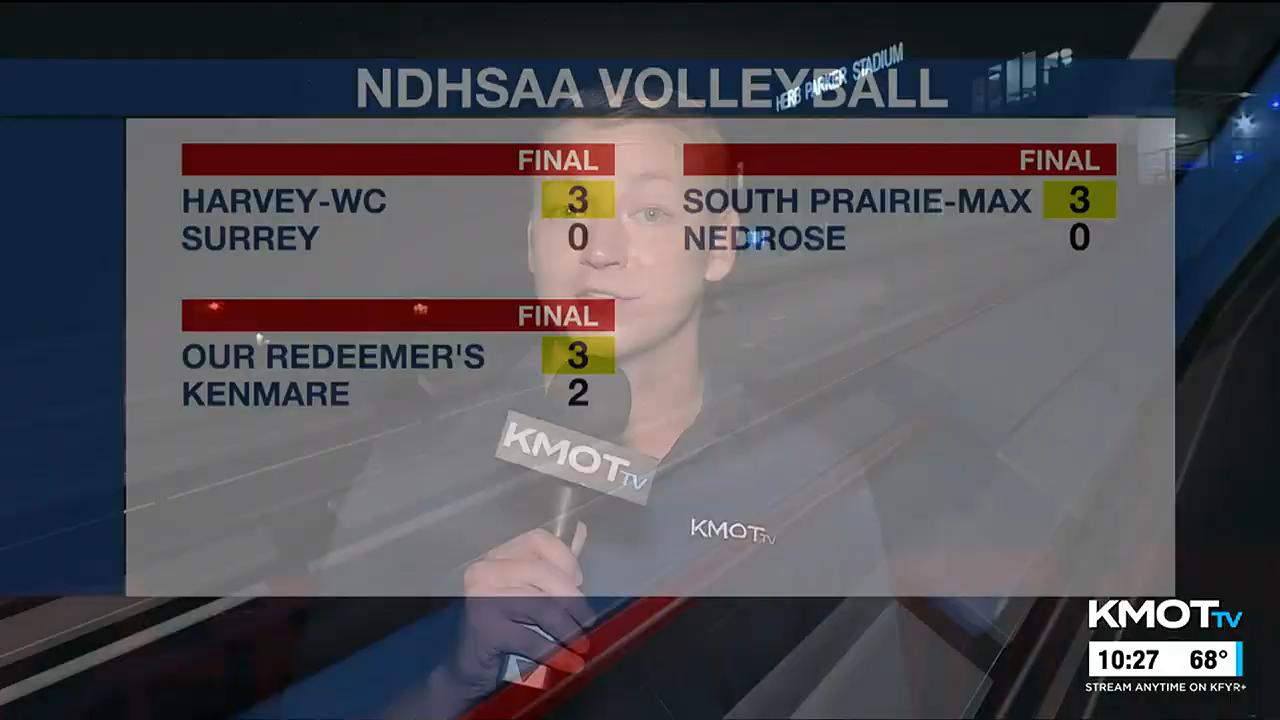 HERB PARKER STADIUM
NDHSAA VOLLEYBALL
FINAL
HARVEY-WC 3
SURREY 0
FINAL
SOUTH PRAIRIE-MAX 3
NEDROSE 0
FINAL
OUR REDEEMER'S 3
KENMARE 2
KMOT TV
KMOT TV
KMOT TV
10:27 68°
STREAM ANYTIME ON KFYR+